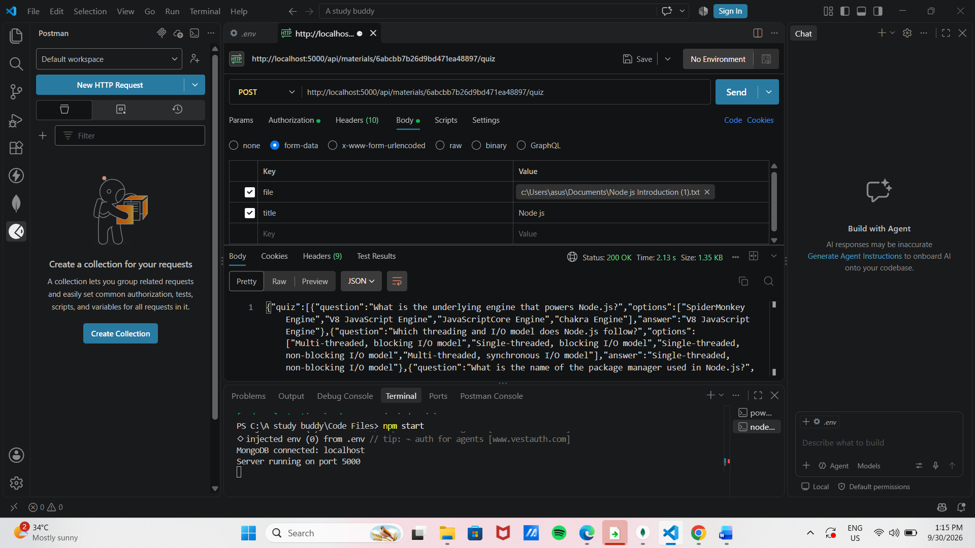 File Edit Selection View Go Run Terminal Help
A study buddy
Sign In
Postman
Default workspace
New HTTP Request
Filter
Create a collection for your requests
A collection lets you group related requests
and easily set common authorization, tests,
scripts, and variables for all requests in it.
Create Collection
.env
http://localhost...
http://localhost:5000/api/materials/6abcbb7b26d9bd471ea48897/quiz
Save
No Environment
POST
http://localhost:5000/api/materials/6abcbb7b26d9bd471ea48897/quiz
Send
Params Authorization Headers (10) Body Scripts Settings
Code Cookies
none form-data x-www-form-urlencoded raw binary GraphQL
Key Value
file c:\Users\asus\Documents\Node js Introduction (1).txt
title Node js
Key Value
Body Cookies Headers (9) Test Results
Status: 200 OK Time: 2.13 s Size: 1.35 KB
Pretty Raw Preview JSON
1 {"quiz":[{"question":"What is the underlying engine that powers Node.js?","options":["SpiderMonkey
Engine","V8 JavaScript Engine","JavaScriptCore Engine","Chakra Engine"],"answer":"V8 JavaScript
Engine"},{"question":"Which threading and I/O model does Node.js follow?","options":
["Multi-threaded, blocking I/O model","Single-threaded, blocking I/O model","Single-threaded,
non-blocking I/O model","Multi-threaded, synchronous I/O model"],"answer":"Single-threaded,
non-blocking I/O model"},{"question":"What is the name of the package manager used in Node.js?",
Problems Output Debug Console Terminal Ports Postman Console
PS C:\A study buddy\Code Files> npm start
injected env (0) from .env // tip: ~ auth for agents [www.vestauth.com]
MongoDB connected: localhost
Server running on port 5000
pow...
node...
Chat
Build with Agent
AI responses may be inaccurate
Generate Agent Instructions to onboard AI
onto your codebase.
.env
Describe what to build
Agent Models
Local Default permissions
0 0
2
34°C
Mostly sunny
Search
ENG
US
1:15 PM
9/30/2026